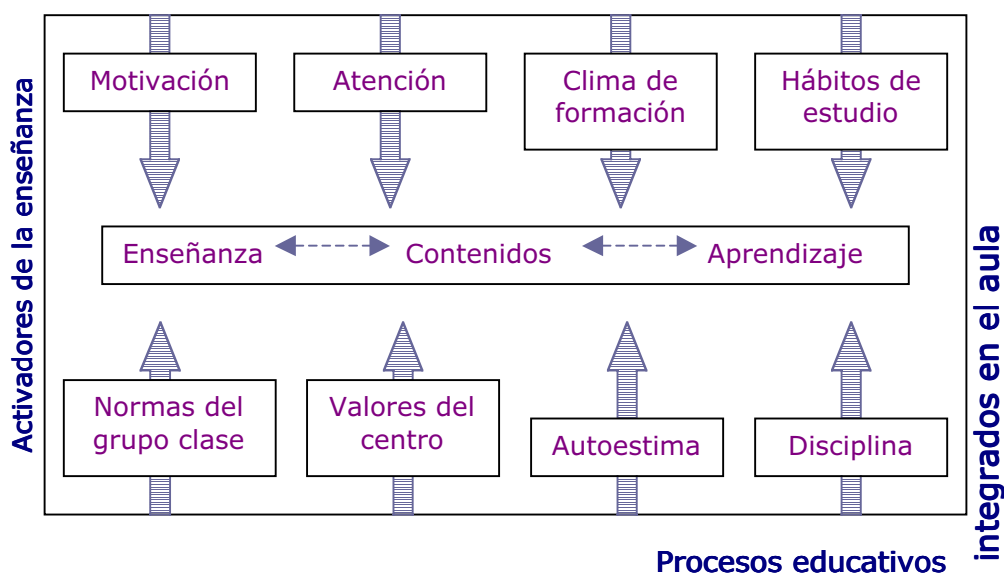 Activadores de la enseñanza
Motivación
Atención
Clima de
formación
Hábitos de
estudio
Enseñanza
Contenidos
Aprendizaje
Normas del
grupo clase
Valores del
centro
Autoestima
Disciplina
Procesos educativos
integrados en el aula